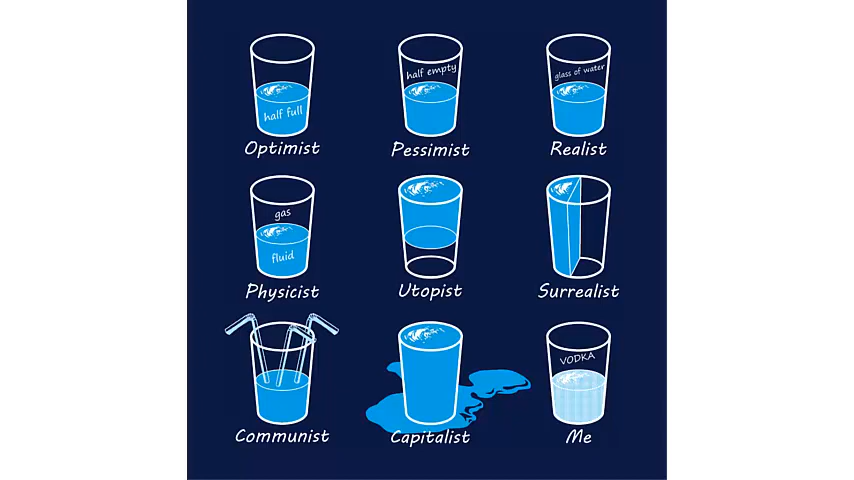 half full
half empty
glass of water
Optimist
Pessimist
Realist
gas
fluid
Physicist
Utopist
Surrealist
VODKA
Communist
Capitalist
Me